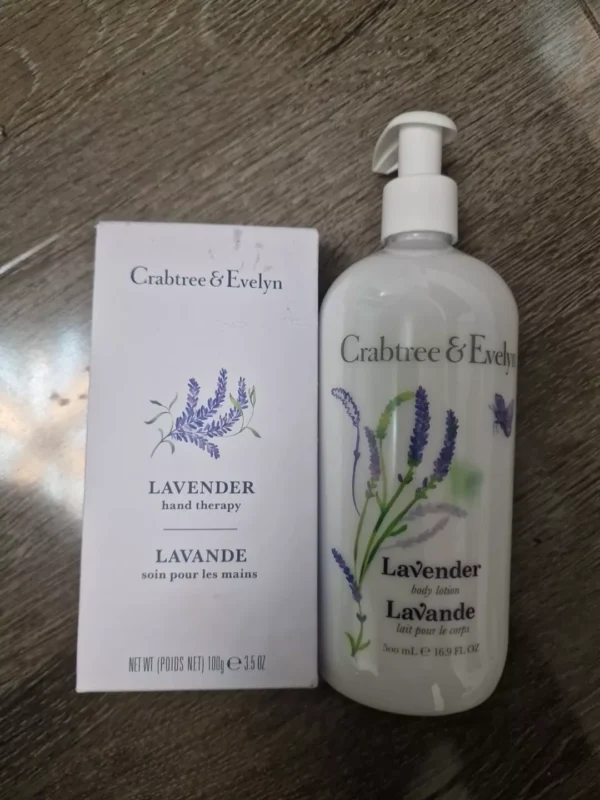 Crabtree & Evelyn
LAVENDER
hand therapy
LAVANDE
soin pour les mains
NET WT (POIDS NET) 100g ℮ 3.5 OZ
Crabtree & Evelyn
Lavender
body lotion
Lavande
lait pour le corps
500 mL ℮ 16.9 FL OZ